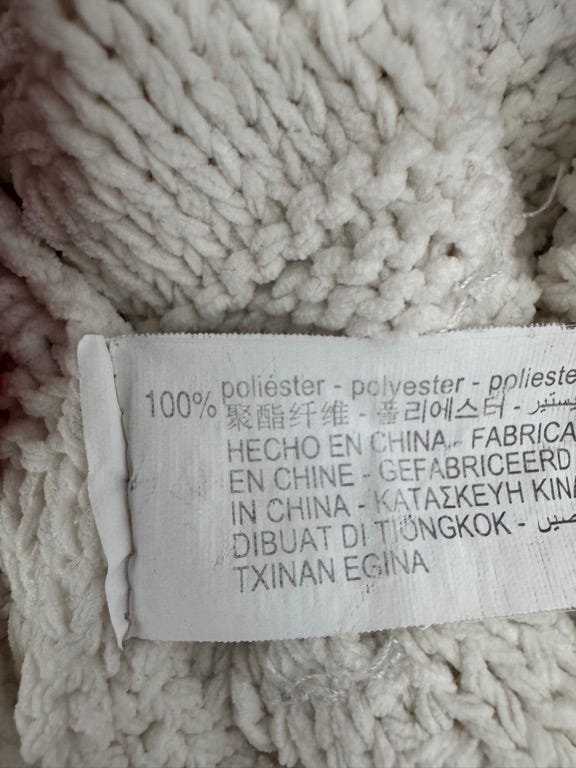 100% poliéster - polyester - polieste
聚酯纤维 - 폴리에스터 -
HECHO EN CHINA - FABRICA
EN CHINE - GEFABRICEERD
IN CHINA - ΚΑΤΑΣΚΕΥΗ ΚΙΝΑ
DIBUAT DI TIONGKOK -
TXINAN EGINA